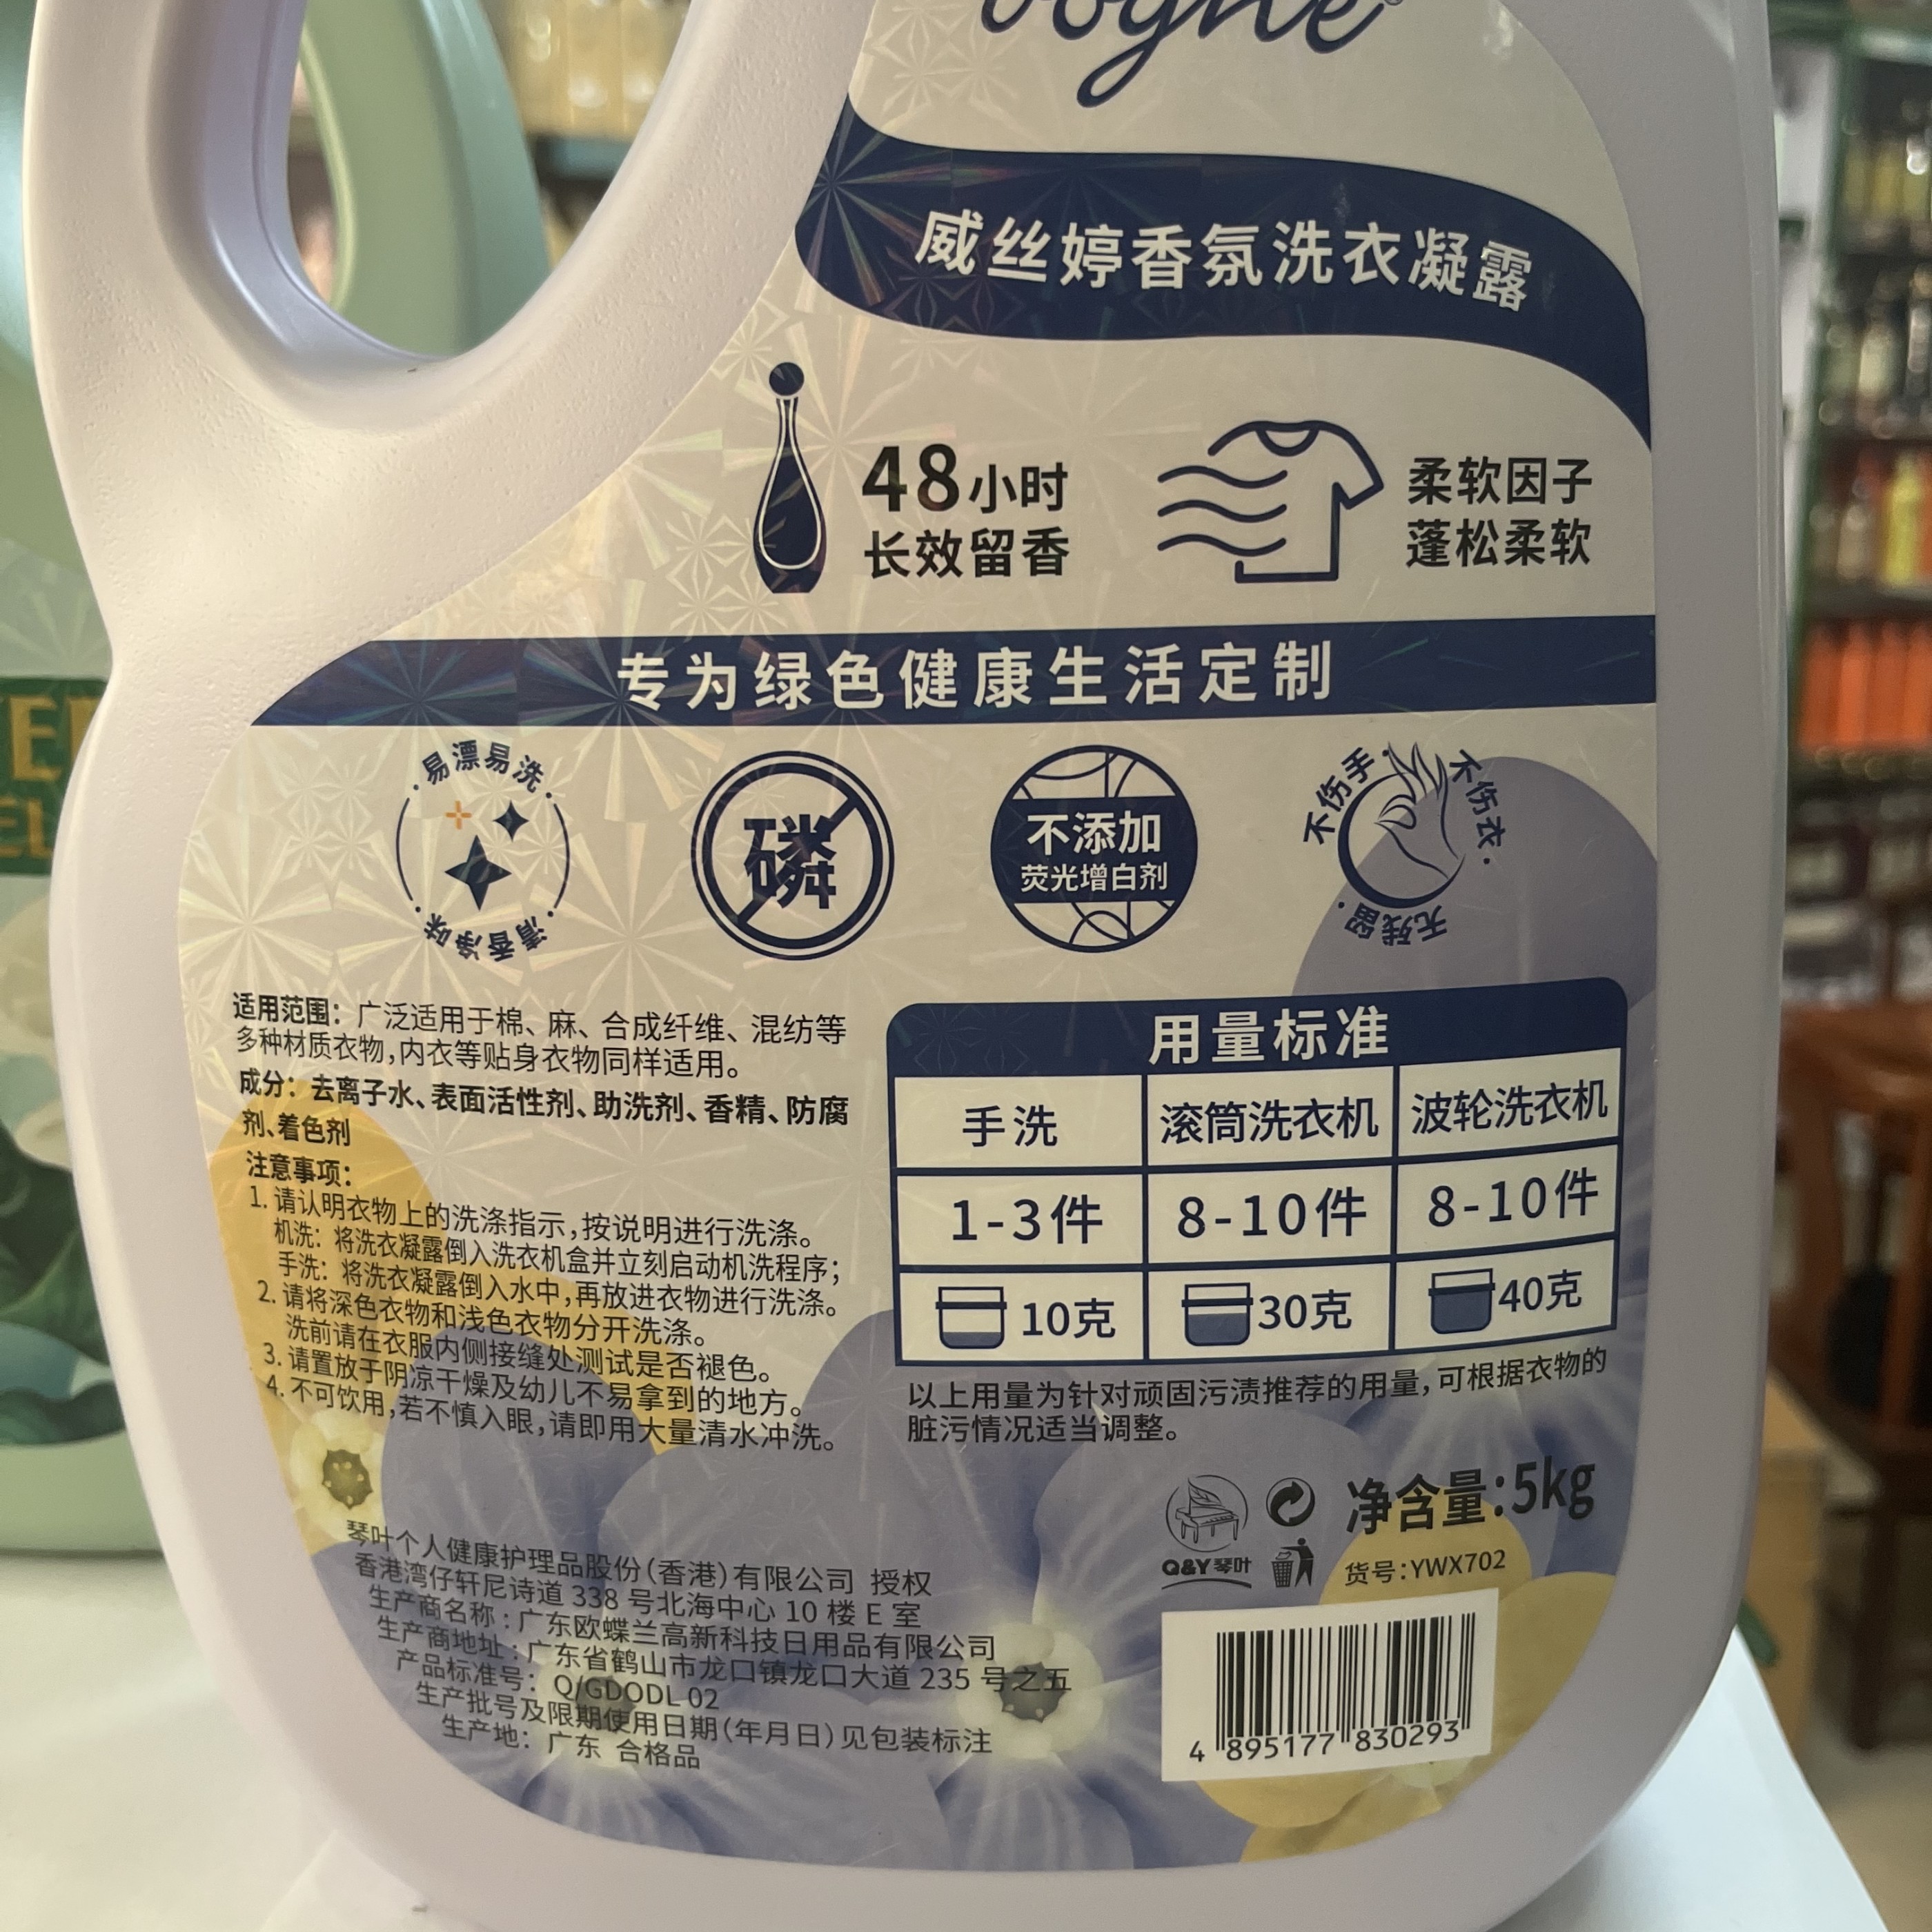 威丝婷香氛洗衣凝露
48小时
长效留香
柔软因子
蓬松柔软
专为绿色健康生活定制
易漂易洗
清香净味
磷
不添加
荧光增白剂
不伤手
不伤衣
无残留
适用范围：广泛适用于棉、麻、合成纤维、混纺等
多种材质衣物,内衣等贴身衣物同样适用。
成分：去离子水、表面活性剂、助洗剂、香精、防腐
剂、着色剂
注意事项：
1. 请认明衣物上的洗涤指示,按说明进行洗涤。
机洗：将洗衣凝露倒入洗衣机盒并立刻启动机洗程序；
手洗：将洗衣凝露倒入水中,再放进衣物进行洗涤。
2. 请将深色衣物和浅色衣物分开洗涤。
洗前请在衣服内侧接缝处测试是否褪色。
3. 请置放于阴凉干燥及幼儿不易拿到的地方。
4. 不可饮用,若不慎入眼,请即用大量清水冲洗。
用量标准
手洗 滚筒洗衣机 波轮洗衣机
1-3件 8-10件 8-10件
10克 30克 40克
以上用量为针对顽固污渍推荐的用量,可根据衣物的
脏污情况适当调整。
净含量:5kg
Q&Y 琴叶
货号:YWX702
琴叶个人健康护理品股份(香港)有限公司 授权
香港湾仔轩尼诗道 338 号北海中心 10 楼 E 室
生产商名称:广东欧蝶兰高新科技日用品有限公司
生产商地址:广东省鹤山市龙口镇龙口大道 235 号之五
产品标准号：Q/GDODL 02
生产批号及限期使用日期(年月日)见包装标注
生产地：广东 合格品
4 895177 830293